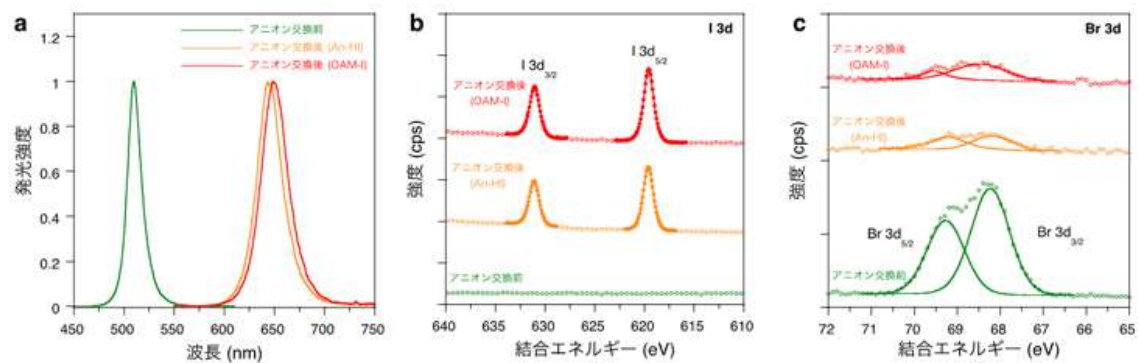 a
1.2
1
0.8
0.6
0.4
0.2
0
発光強度
アニオン交換前
アニオン交換後 (An-HI)
アニオン交換後 (OAM-I)
450 500 550 600 650 700 750
波長 (nm)
b
I 3d
I 3d3/2
I 3d5/2
アニオン交換後
(OAM-I)
アニオン交換後
(An-HI)
アニオン交換前
強度 (cps)
640 635 630 625 620 615 610
結合エネルギー (eV)
c
Br 3d
アニオン交換後
(OAM-I)
アニオン交換後
(An-HI)
Br 3d5/2
Br 3d3/2
アニオン交換前
強度 (cps)
72 71 70 69 68 67 66 65
結合エネルギー (eV)